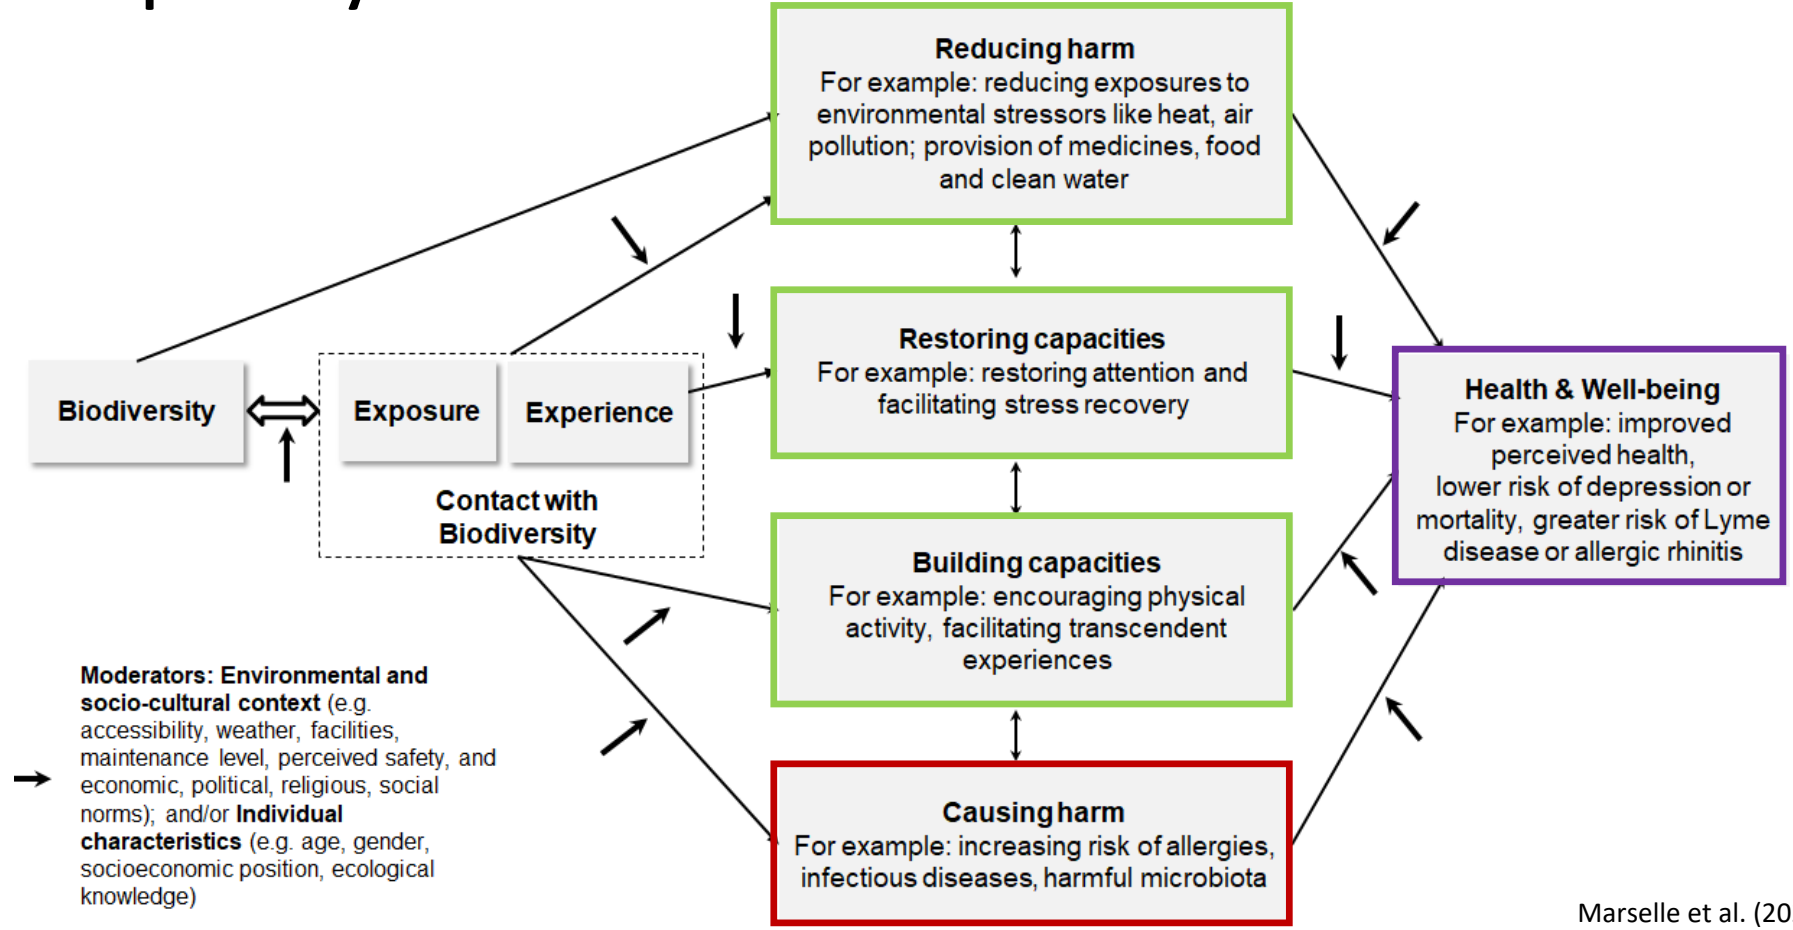 Reducing harm
For example: reducing exposures to
environmental stressors like heat, air
pollution; provision of medicines, food
and clean water
Restoring capacities
For example: restoring attention and
facilitating stress recovery
Biodiversity
Exposure
Experience
Contact with
Biodiversity
Health & Well-being
For example: improved
perceived health,
lower risk of depression or
mortality, greater risk of Lyme
disease or allergic rhinitis
Building capacities
For example: encouraging physical
activity, facilitating transcendent
experiences
Moderators: Environmental and
socio-cultural context (e.g.
accessibility, weather, facilities,
maintenance level, perceived safety, and
economic, political, religious, social
norms); and/or Individual
characteristics (e.g. age, gender,
socioeconomic position, ecological
knowledge)
Causing harm
For example: increasing risk of allergies,
infectious diseases, harmful microbiota
Marselle et al.